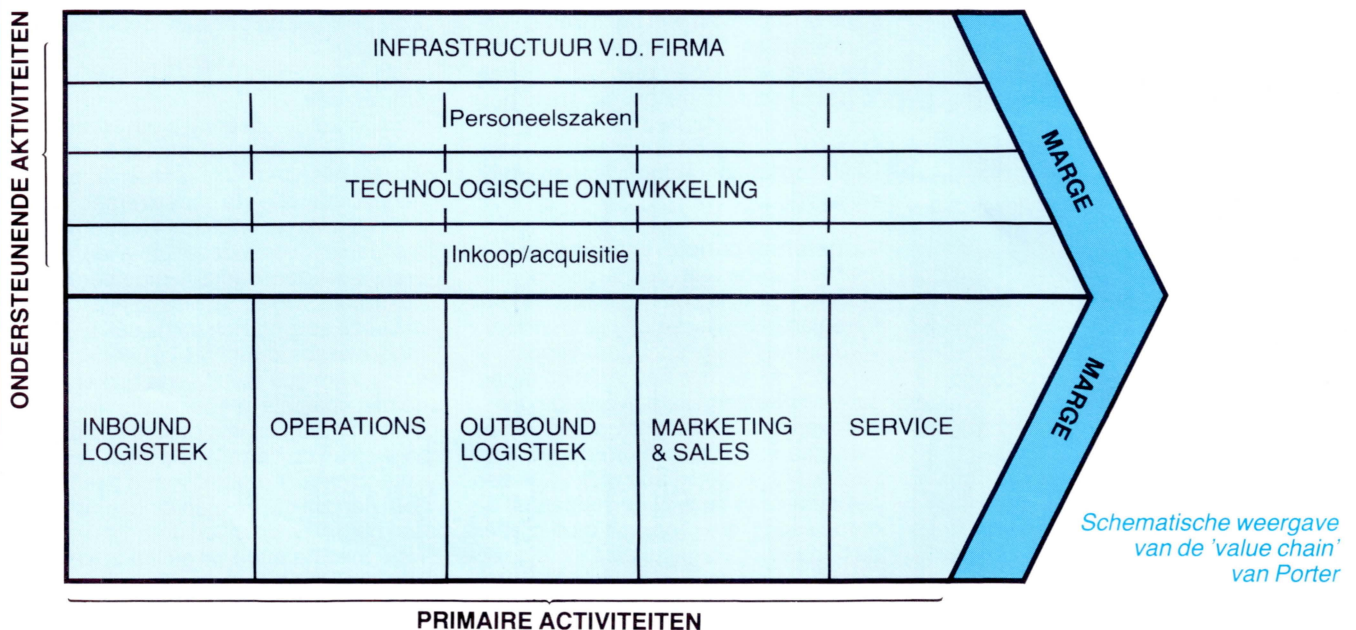 ONDERSTEUNENDE AKTIVITEITEN
INFRASTRUCTUUR V.D. FIRMA
Personeelszaken
TECHNOLOGISCHE ONTWIKKELING
Inkoop/acquisitie
MARGE
MARGE
INBOUND
LOGISTIEK
OPERATIONS
OUTBOUND
LOGISTIEK
MARKETING
& SALES
SERVICE
PRIMAIRE ACTIVITEITEN
Schematische weergave
van de 'value chain'
van Porter